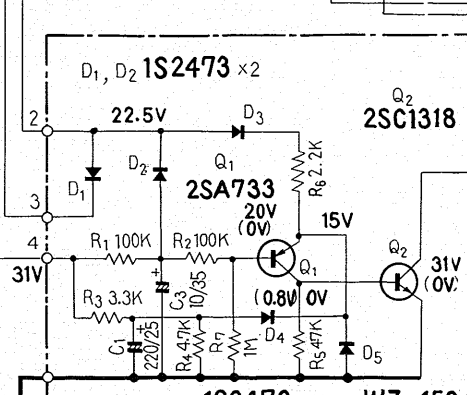 D₁, D₂ 1S2473 ×2
Q₂
2SC1318
2
22.5V
D₃
D₁
D₂
Q₁
2SA733
R₆ 2.2K
3
20V
(0V)
15V
4
31V
R₁ 100K
R₂ 100K
Q₁
Q₂
31V
(0V)
R₃ 3.3K
+
C₃
10/35
(0.8V)
0V
D₄
C₁
+
220/25
R₄ 4.7K
R₇
1M
R₅ 47K
D₅